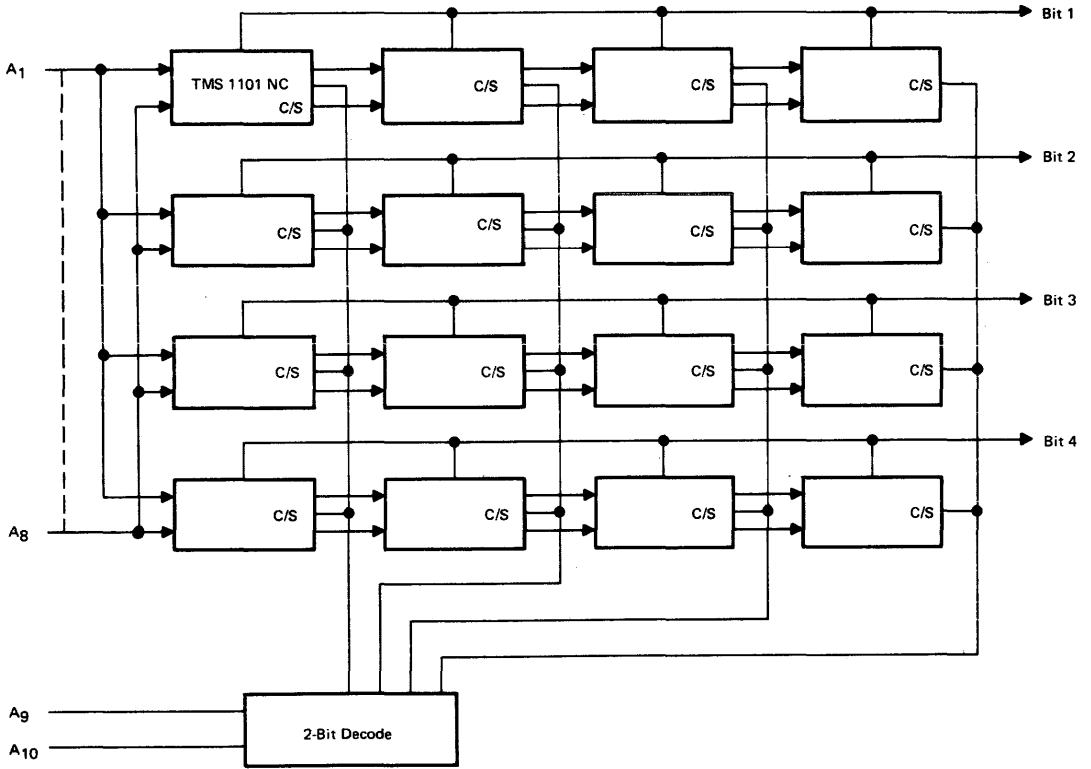 Bit 1
A1
TMS 1101 NC
C/S
C/S
C/S
C/S
Bit 2
C/S
C/S
C/S
C/S
Bit 3
C/S
C/S
C/S
C/S
Bit 4
C/S
C/S
C/S
C/S
A8
A9
2-Bit Decode
A10